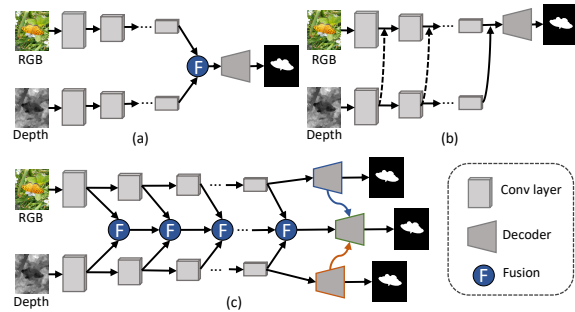 RGB
F
Depth
(a)
RGB
Depth
(b)
RGB
F F F F
Depth
(c)
Conv layer
Decoder
F Fusion